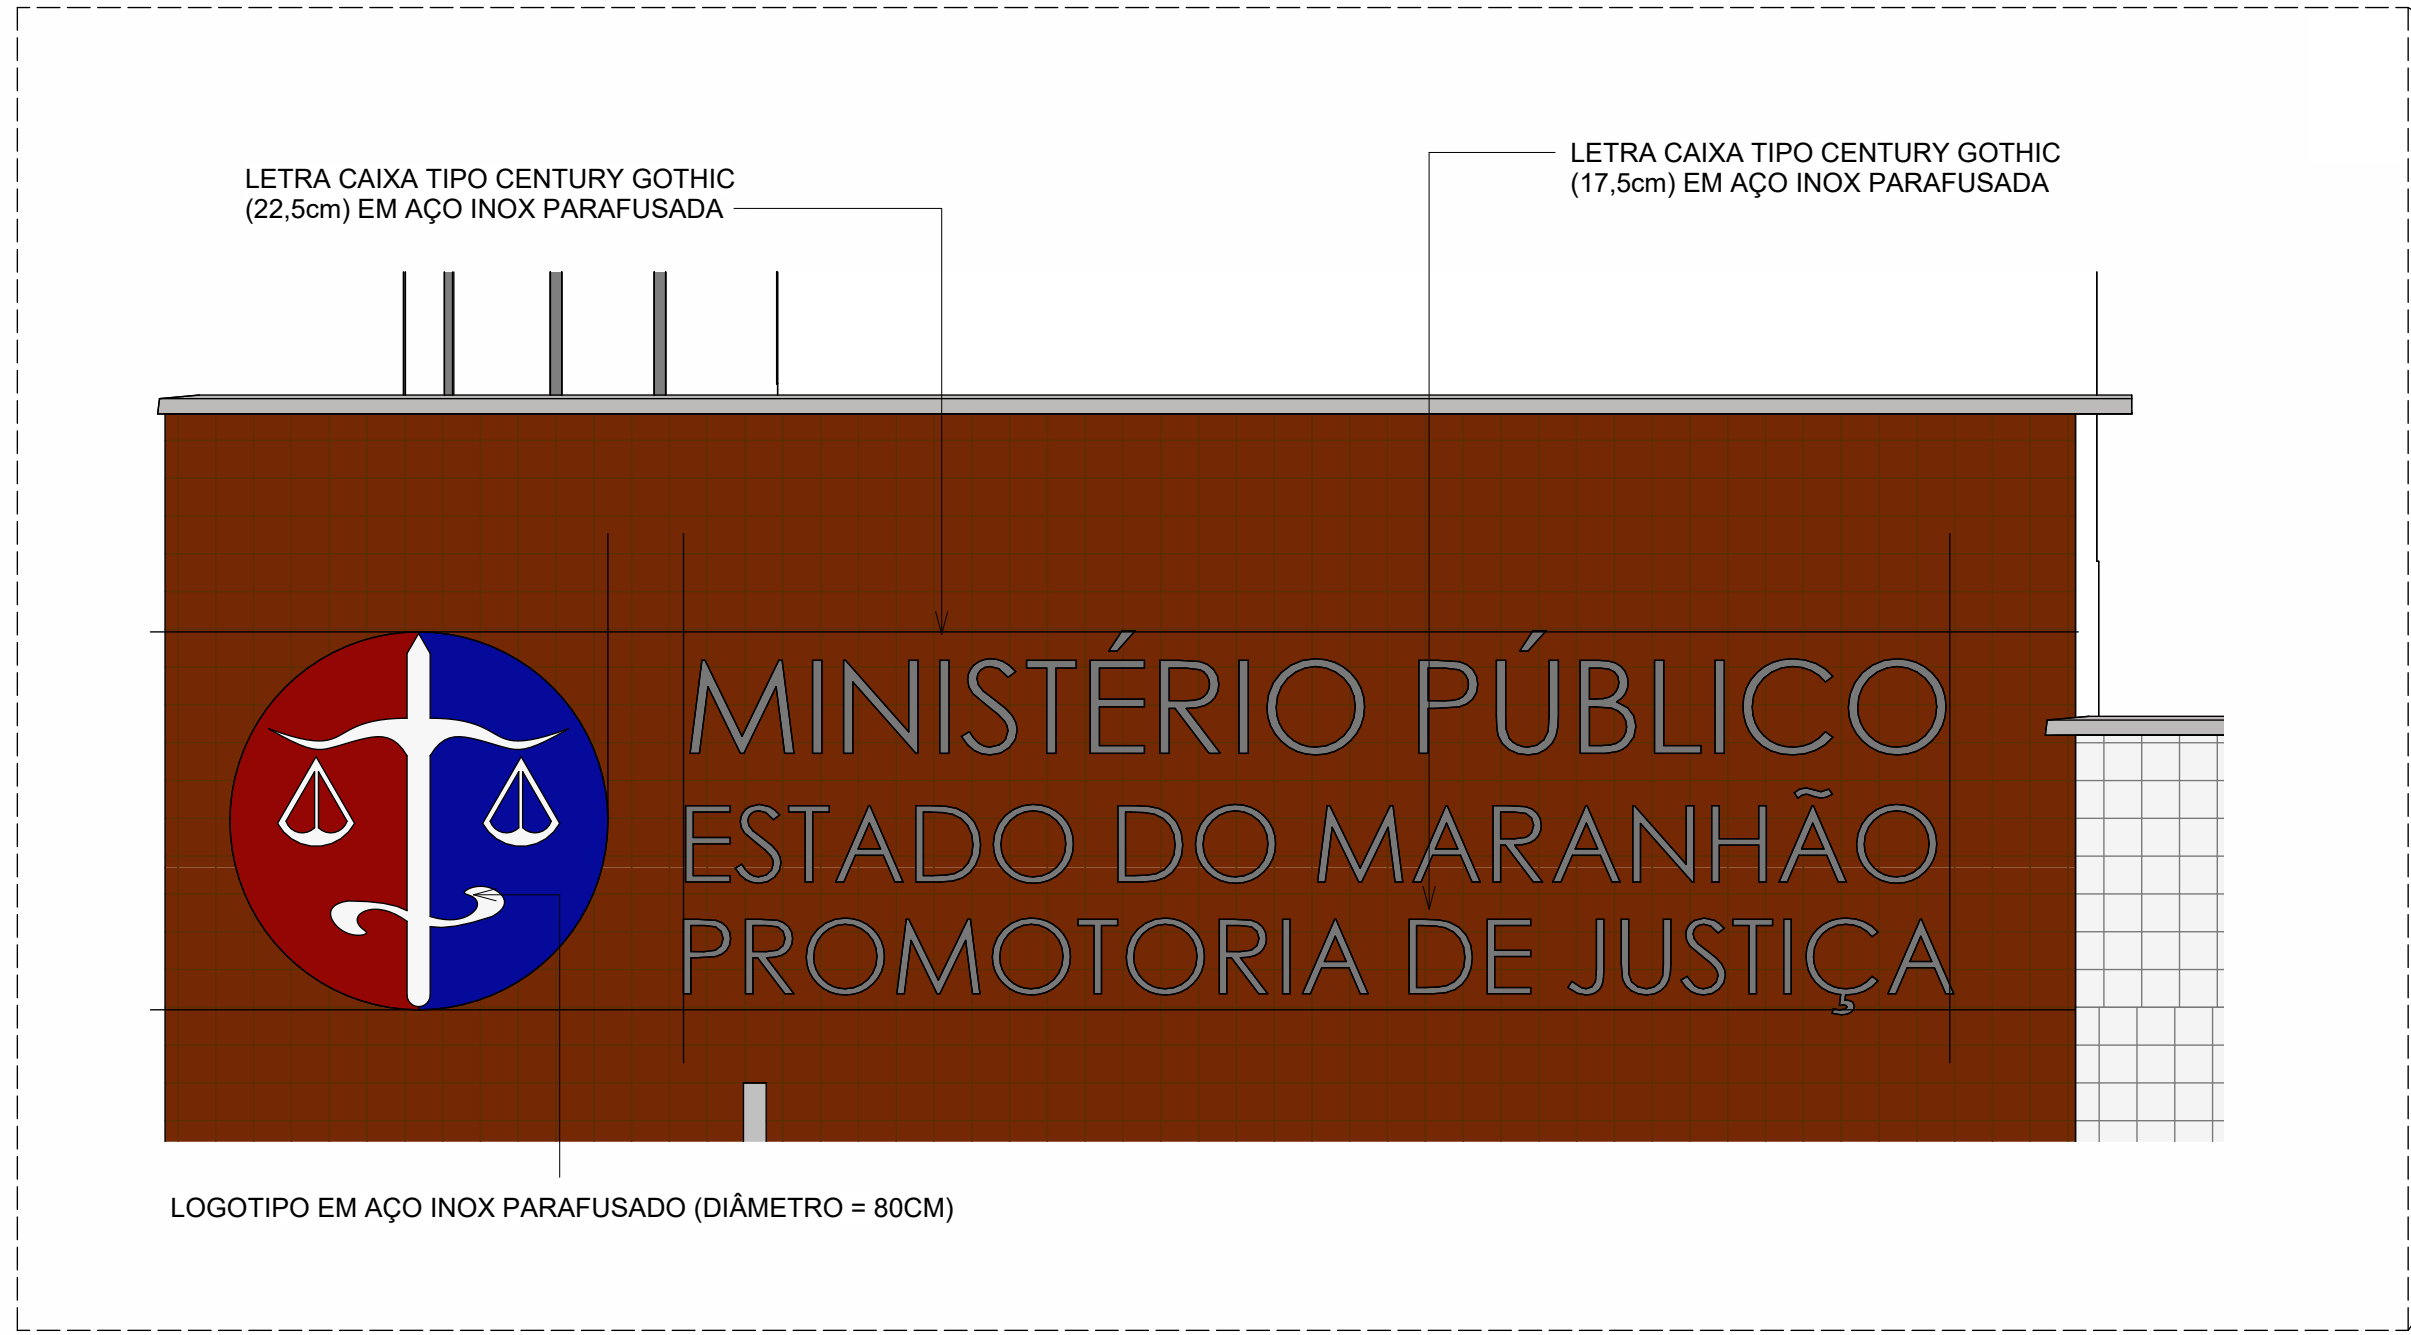 LETRA CAIXA TIPO CENTURY GOTHIC
(22,5cm) EM AÇO INOX PARAFUSADA
LETRA CAIXA TIPO CENTURY GOTHIC
(17,5cm) EM AÇO INOX PARAFUSADA
MINISTÉRIO PÚBLICO
ESTADO DO MARANHÃO
PROMOTORIA DE JUSTIÇA
LOGOTIPO EM AÇO INOX PARAFUSADO (DIÂMETRO = 80CM)